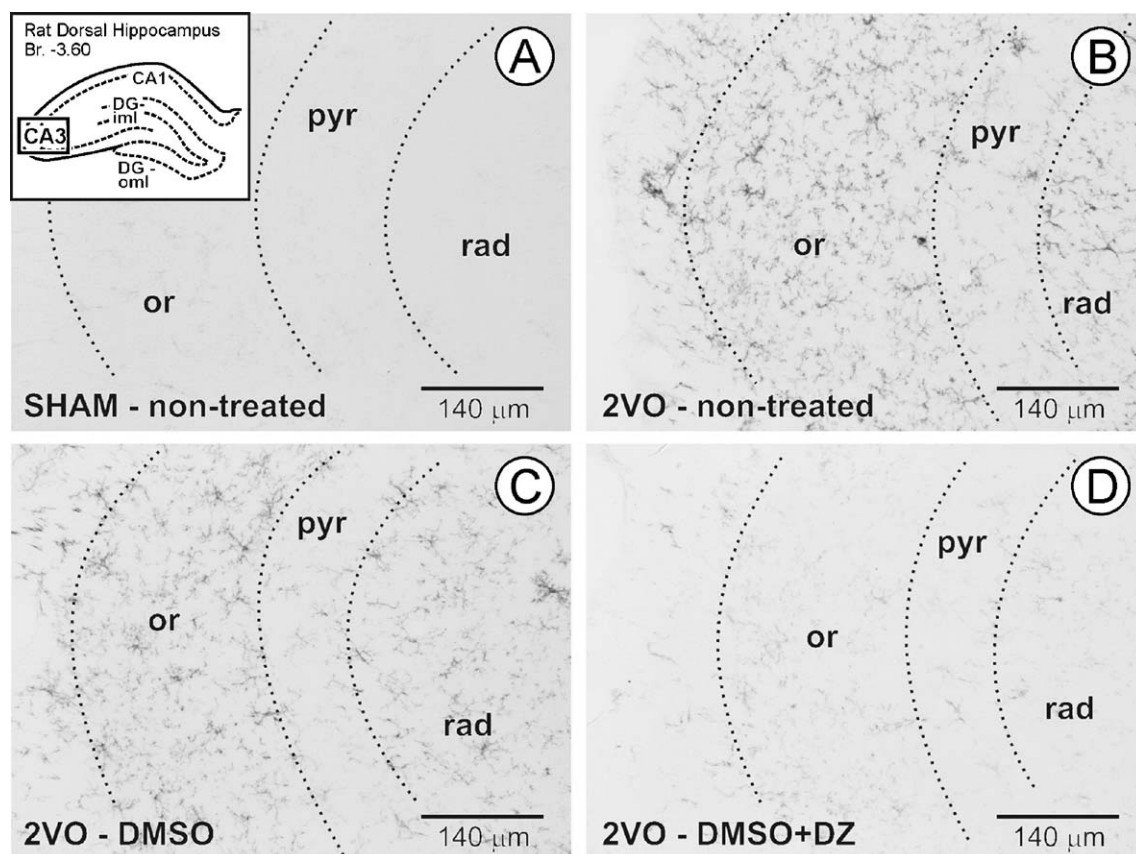 Rat Dorsal Hippocampus
Br. -3.60
CA1
DG-
iml
CA3
DG -
oml
A
pyr
rad
or
SHAM - non-treated
140 μm
B
pyr
or
rad
2VO - non-treated
140 μm
C
pyr
or
rad
2VO - DMSO
140 μm
D
pyr
or
rad
2VO - DMSO+DZ
140 μm